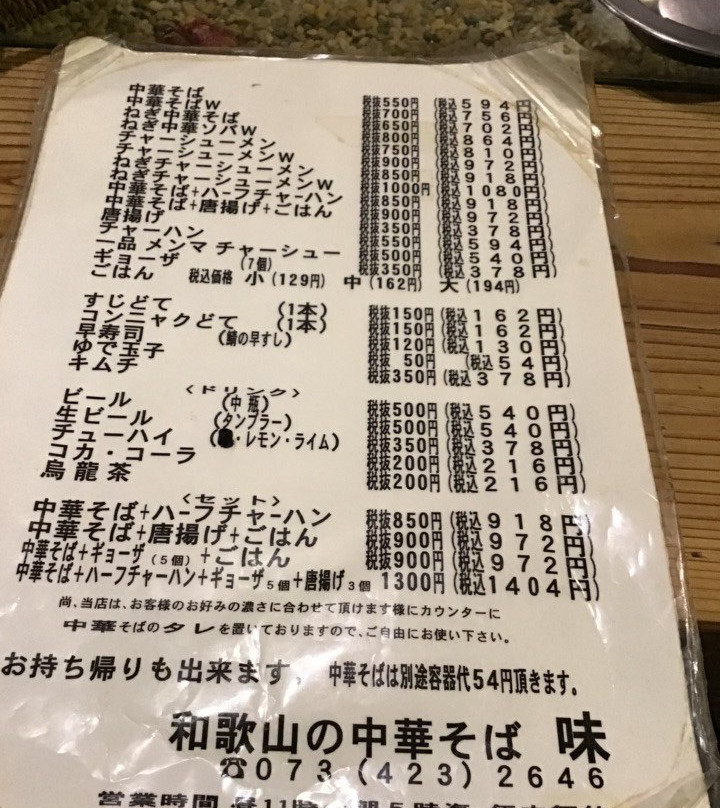 中華そば 税抜550円 (税込594円)
中華そばW 税抜700円 (税込756円)
ねぎ中華そば 税抜650円 (税込702円)
ねぎ中華ソバW 税抜800円 (税込864円)
チャーシューメン 税抜750円 (税込810円)
チャーシューメンW 税抜900円 (税込972円)
ねぎチャーシューメン 税抜850円 (税込918円)
ねぎチャーシューメンW 税抜1000円 (税込1080円)
中華そば+ハーフチャーハン 税抜850円 (税込918円)
中華そば+唐揚げ+ごはん 税抜900円 (税込972円)
唐揚げ 税抜350円 (税込378円)
チャーハン 税抜550円 (税込594円)
一品 メンマ チャーシュー 税抜500円 (税込540円)
ギョーザ (7個) 税抜350円 (税込378円)
ごはん 税込価格 小(129円) 中(162円) 大(194円)
すじどて (1本) 税抜150円 (税込162円)
コンニャクどて (1本) 税抜150円 (税込162円)
早寿司 (鯖の早すし) 税抜120円 (税込130円)
ゆで玉子 税抜 50円 (税込54円)
キムチ 税抜350円 (税込378円)
<ドリンク>
ビール (中瓶) 税抜500円 (税込540円)
生ビール (タンブラー) 税抜500円 (税込540円)
チューハイ (・レモン・ライム) 税抜350円 (税込378円)
コカ・コーラ 税抜200円 (税込216円)
烏龍茶 税抜200円 (税込216円)
<セット>
中華そば+ハーフチャーハン 税抜850円 (税込918円)
中華そば+唐揚げ+ごはん 税抜900円 (税込972円)
中華そば+ギョーザ(5個)+ごはん 税抜900円 (税込972円)
中華そば+ハーフチャーハン+ギョーザ5個+唐揚げ3個 1300円 (税込1404円)
尚、当店は、お客様のお好みの濃さに合わせて頂けます様にカウンターに
中華そばのタレを置いておりますので、ご自由にお使い下さい。
お持ち帰りも出来ます。 中華そばは別途容器代54円頂きます。
和歌山の中華そば 味
☎073(423)2646
営業時間